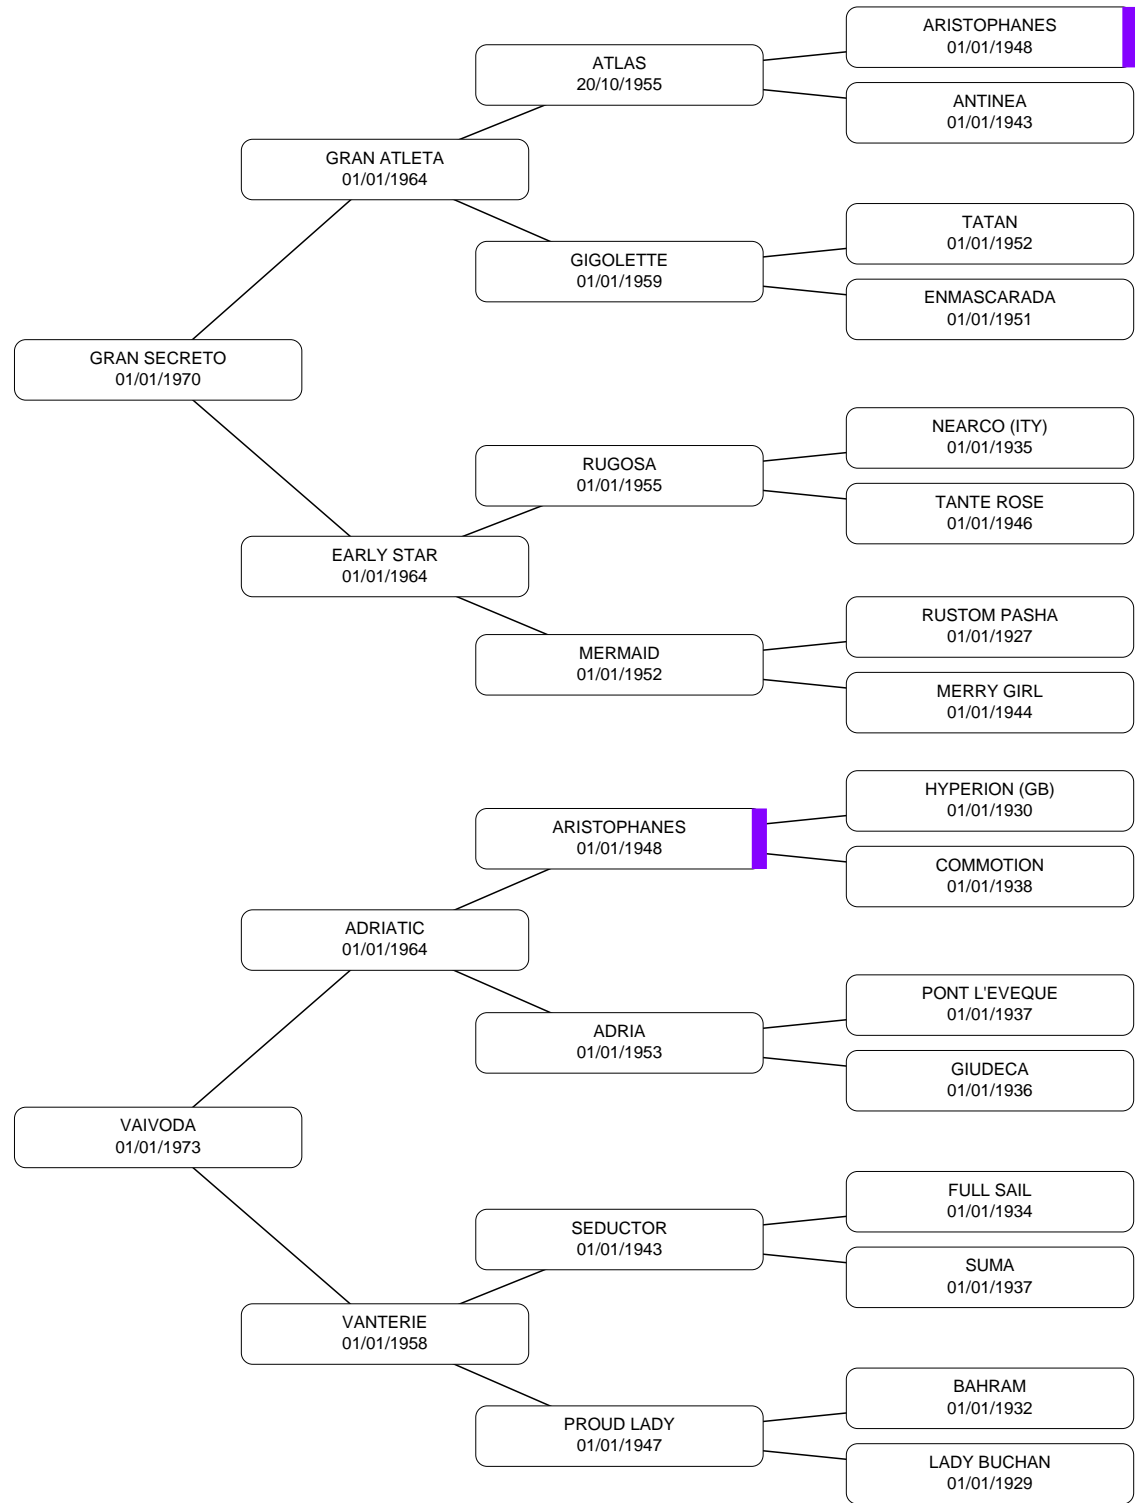 ARISTOPHANES
01/01/1948
ATLAS
20/10/1955
ANTINEA
01/01/1943
GRAN ATLETA
01/01/1964
TATAN
01/01/1952
GIGOLETTE
01/01/1959
ENMASCARADA
01/01/1951
GRAN SECRETO
01/01/1970
NEARCO (ITY)
01/01/1935
RUGOSA
01/01/1955
TANTE ROSE
01/01/1946
EARLY STAR
01/01/1964
RUSTOM PASHA
01/01/1927
MERMAID
01/01/1952
MERRY GIRL
01/01/1944
HYPERION (GB)
01/01/1930
ARISTOPHANES
01/01/1948
COMMOTION
01/01/1938
ADRIATIC
01/01/1964
PONT L'EVEQUE
01/01/1937
ADRIA
01/01/1953
GIUDECA
01/01/1936
VAIVODA
01/01/1973
FULL SAIL
01/01/1934
SEDUCTOR
01/01/1943
SUMA
01/01/1937
VANTERIE
01/01/1958
BAHRAM
01/01/1932
PROUD LADY
01/01/1947
LADY BUCHAN
01/01/1929